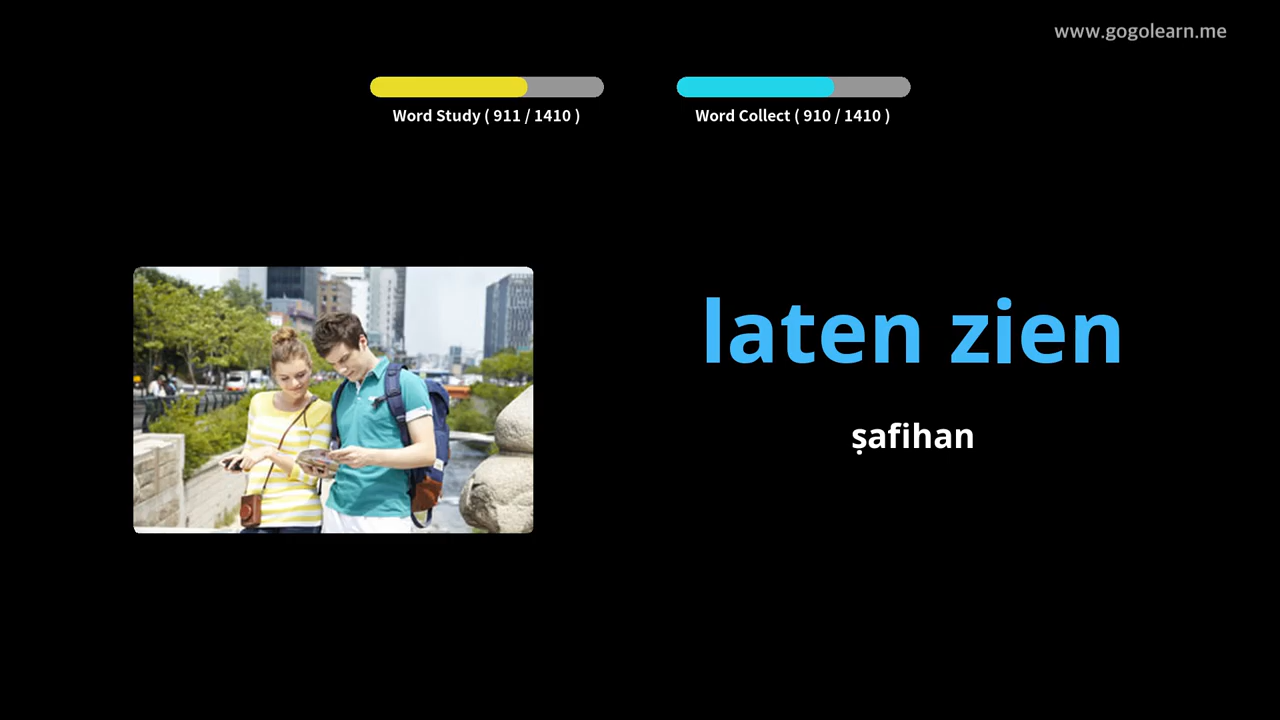 www.gogolearn.me
Word Study ( 911 / 1410 )
Word Collect ( 910 / 1410 )
laten zien
ṣafihan